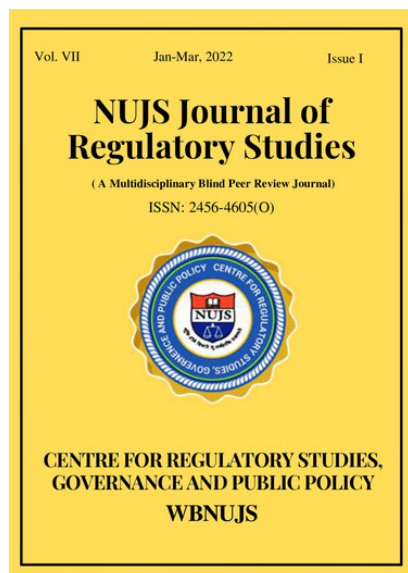 Vol. VII Jan-Mar, 2022 Issue I
NUJS Journal of
Regulatory Studies
( A Multidisciplinary Blind Peer Review Journal)
ISSN: 2456-4605(O)
CENTRE FOR REGULATORY STUDIES, GOVERNENCE AND PUBLIC POLICY
NUJS
CENTRE FOR REGULATORY STUDIES,
GOVERNANCE AND PUBLIC POLICY
WBNUJS